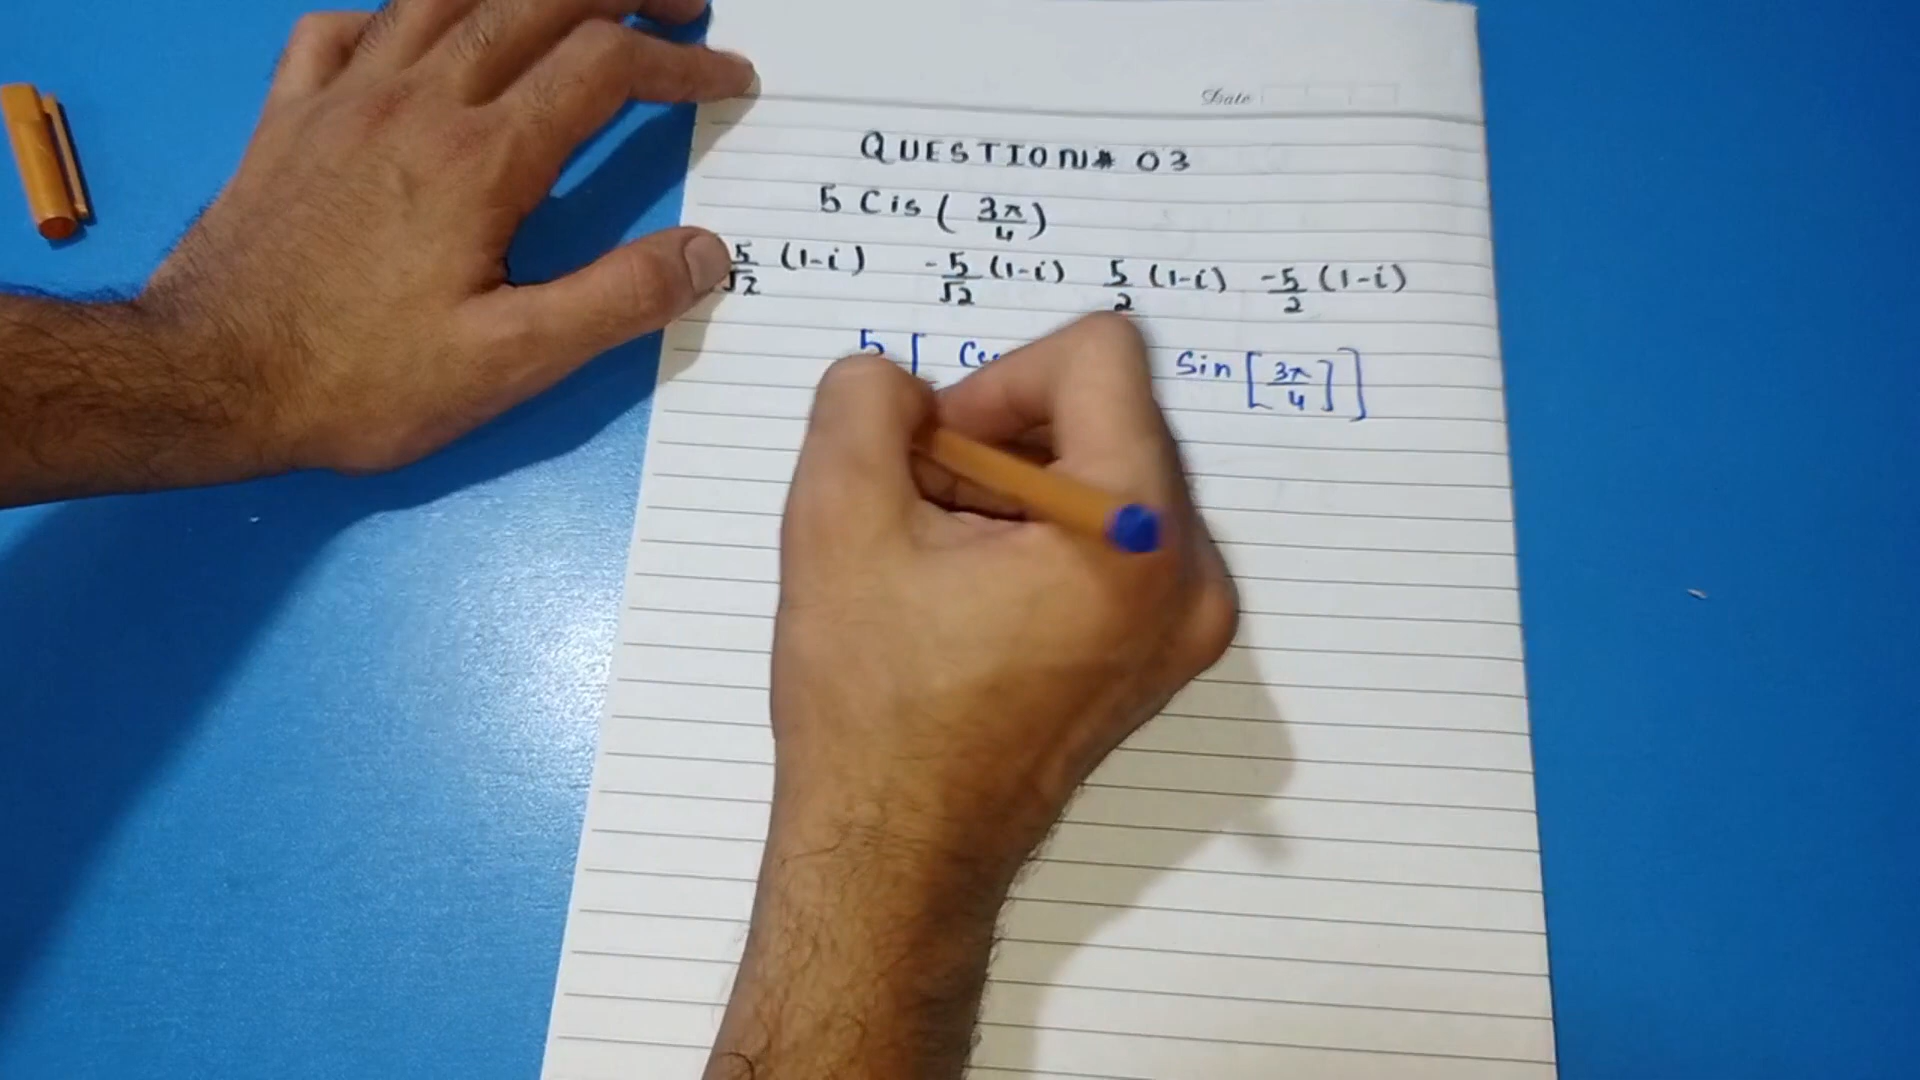 Date
QUESTION# 03
5 Cis ( 3π/4 )
5/√2 (1-i) -5/√2 (1-i) 5/2 (1-i) -5/2 (1-i)
5 [ Sin [ 3π/4 ] ]